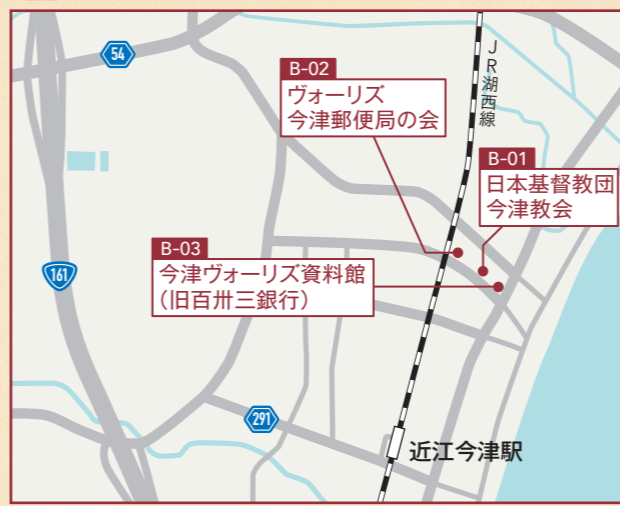 54
JR湖西線
B-02
ヴォーリズ
今津郵便局の会
B-01
日本基督教団
今津教会
B-03
今津ヴォーリズ資料館
（旧百卅三銀行）
161
291
近江今津駅